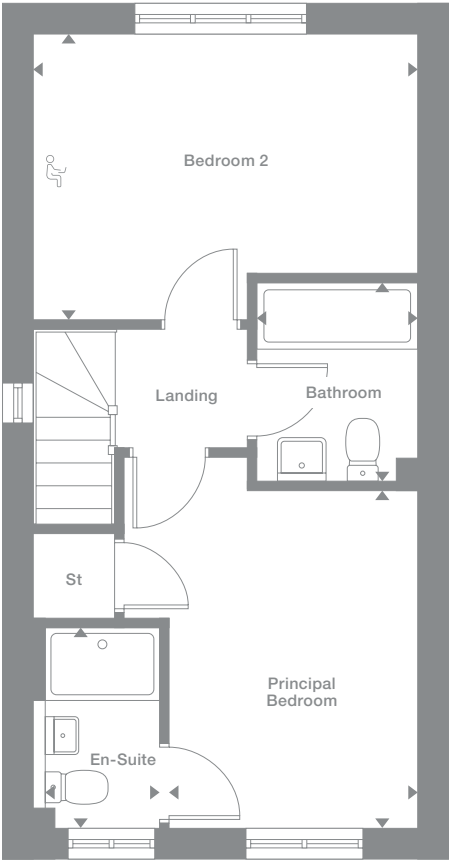 Bedroom 2
Landing
Bathroom
St
Principal
Bedroom
En-Suite